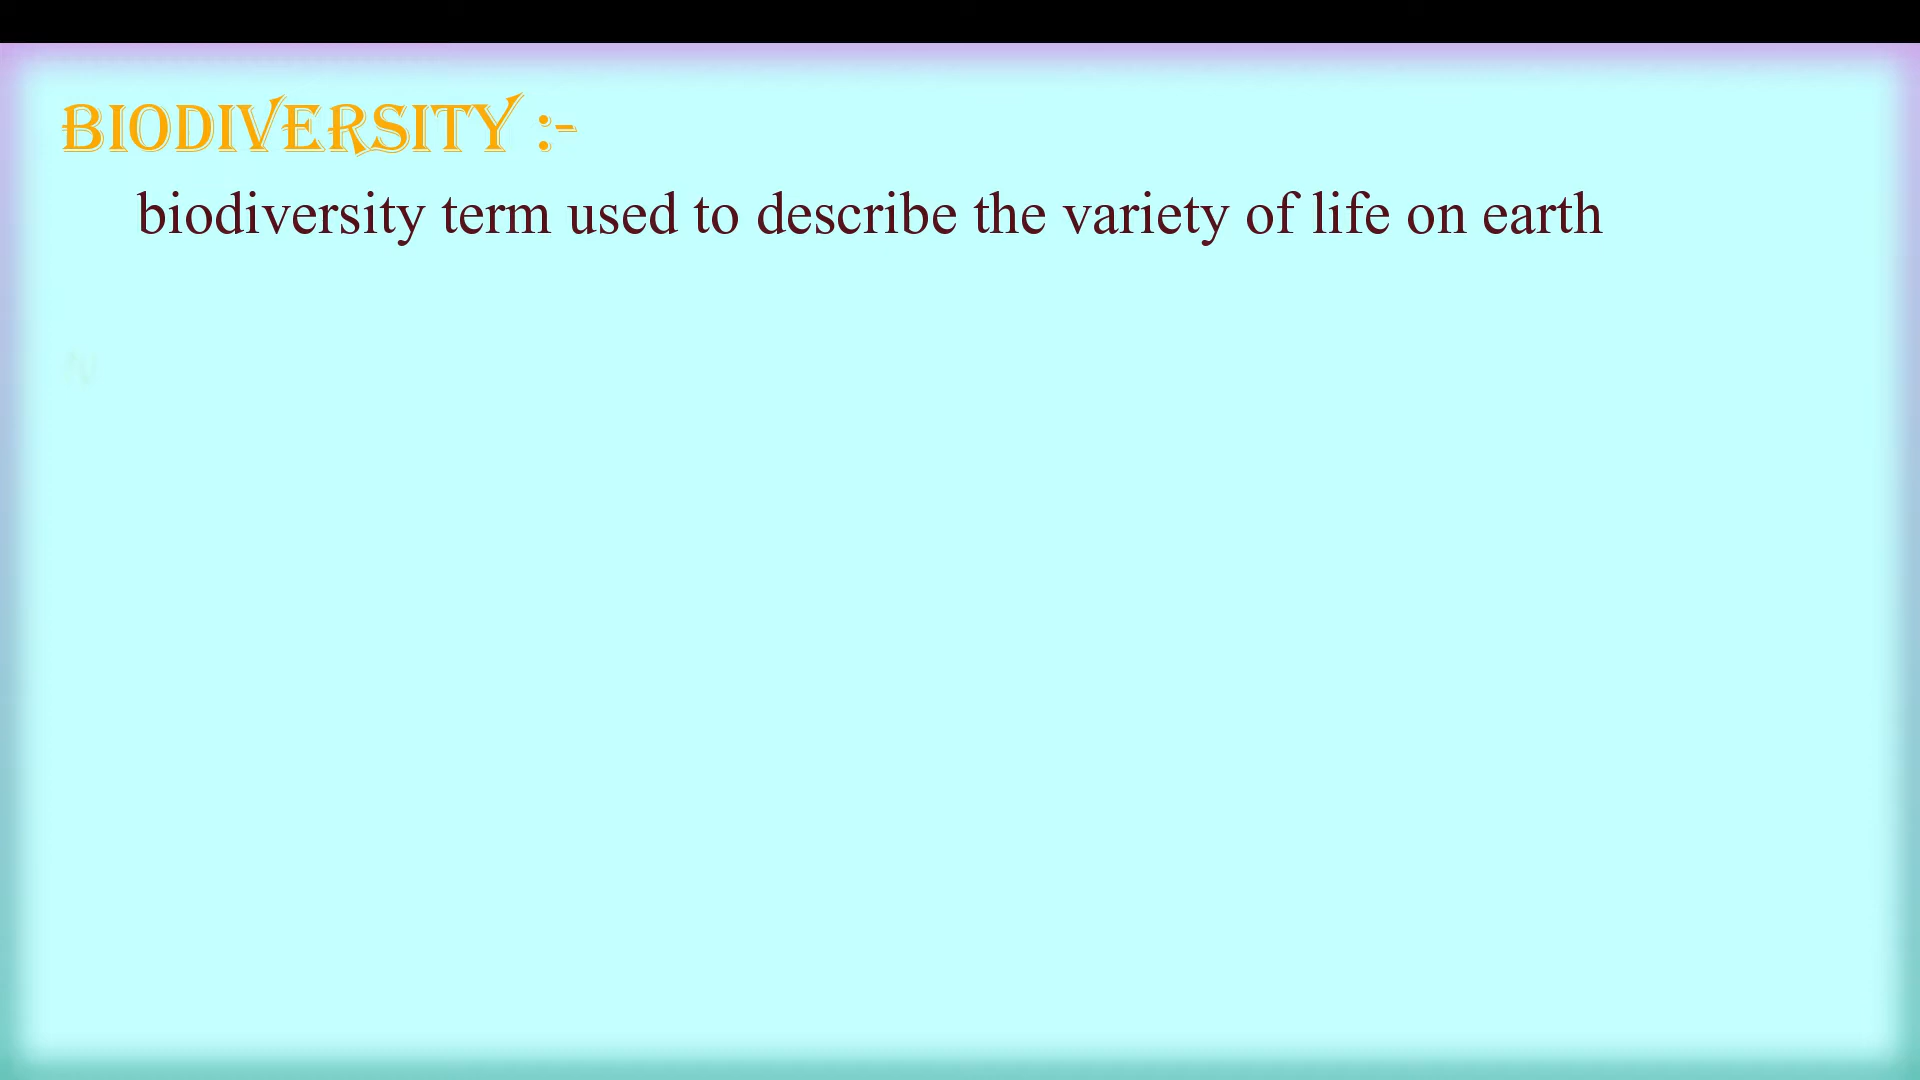 BIODIVERSITY :-
biodiversity term used to describe the variety of life on earth